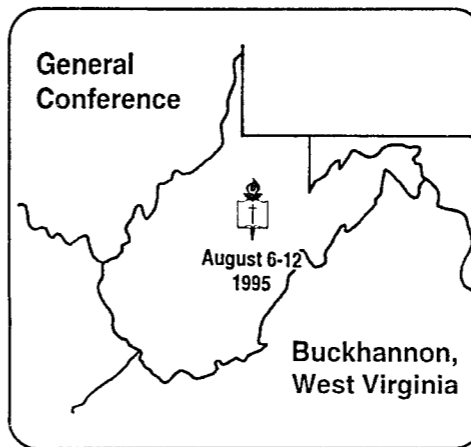 General
Conference
August 6-12
1995
Buckhannon,
West Virginia